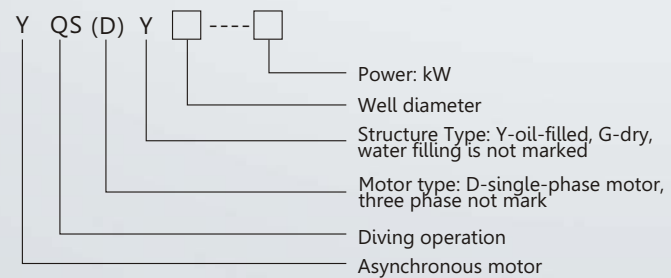 Y QS (D) Y □ ---- □
Power: kW
Well diameter
Structure Type: Y-oil-filled, G-dry,
water filling is not marked
Motor type: D-single-phase motor,
three phase not mark
Diving operation
Asynchronous motor